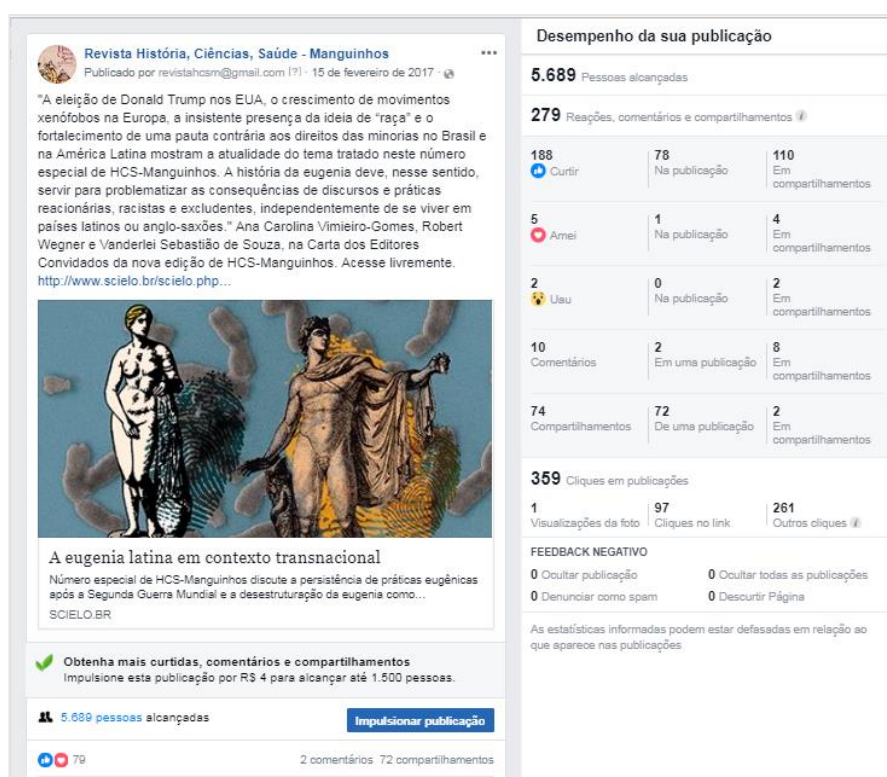 Revista História, Ciências, Saúde - Manguinhos
Publicado por revistahcsm@gmail.com [?] · 15 de fevereiro de 2017 ·
"A eleição de Donald Trump nos EUA, o crescimento de movimentos
xenófobos na Europa, a insistente presença da ideia de "raça" e o
fortalecimento de uma pauta contrária aos direitos das minorias no Brasil e
na América Latina mostram a atualidade do tema tratado neste número
especial de HCS-Manguinhos. A história da eugenia deve, nesse sentido,
servir para problematizar as consequências de discursos e práticas
reacionárias, racistas e excludentes, independentemente de se viver em
países latinos ou anglo-saxões." Ana Carolina Vimieiro-Gomes, Robert
Wegner e Vanderlei Sebastião de Souza, na Carta dos Editores
Convidados da nova edição de HCS-Manguinhos. Acesse livremente.
http://www.scielo.br/scielo.php...
A eugenia latina em contexto transnacional
Número especial de HCS-Manguinhos discute a persistência de práticas eugênicas
após a Segunda Guerra Mundial e a desestruturação da eugenia como...
SCIELO.BR
Obtenha mais curtidas, comentários e compartilhamentos
Impulsione esta publicação por R$ 4 para alcançar até 1.500 pessoas.
5.689 pessoas alcançadas
Impulsionar publicação
79
2 comentários 72 compartilhamentos
Desempenho da sua publicação
5.689 Pessoas alcançadas
279 Reações, comentários e compartilhamentos
188 78 110
Curtir Na publicação Em
compartilhamentos
5 1 4
Amei Na publicação Em
compartilhamentos
2 0 2
Uau Na publicação Em
compartilhamentos
10 2 8
Comentários Em uma publicação Em
compartilhamentos
74 72 2
Compartilhamentos De uma publicação Em
compartilhamentos
359 Cliques em publicações
1 97 261
Visualizações da foto Cliques no link Outros cliques
FEEDBACK NEGATIVO
0 Ocultar publicação 0 Ocultar todas as publicações
0 Denunciar como spam 0 Descurtir Página
As estatísticas informadas podem estar defasadas em relação ao
que aparece nas publicações